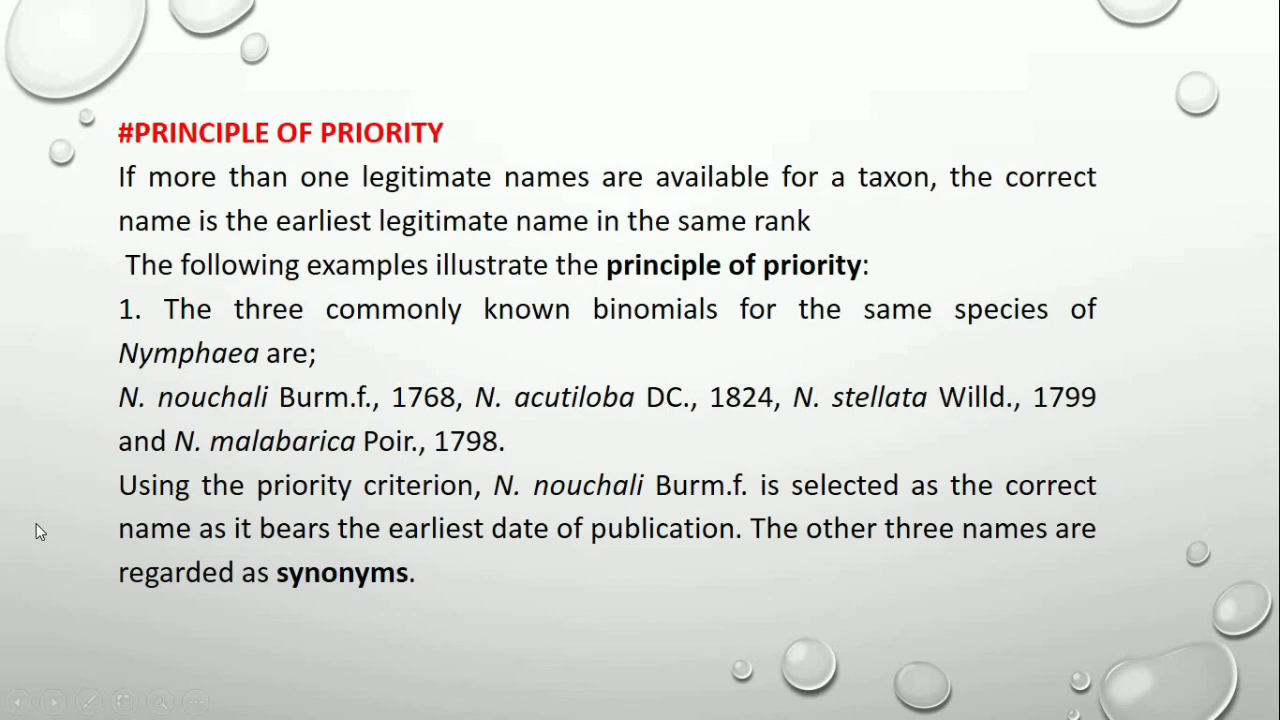 #PRINCIPLE OF PRIORITY
If more than one legitimate names are available for a taxon, the correct
name is the earliest legitimate name in the same rank
The following examples illustrate the principle of priority:
1. The three commonly known binomials for the same species of
Nymphaea are;
N. nouchali Burm.f., 1768, N. acutiloba DC., 1824, N. stellata Willd., 1799
and N. malabarica Poir., 1798.
Using the priority criterion, N. nouchali Burm.f. is selected as the correct
name as it bears the earliest date of publication. The other three names are
regarded as synonyms.